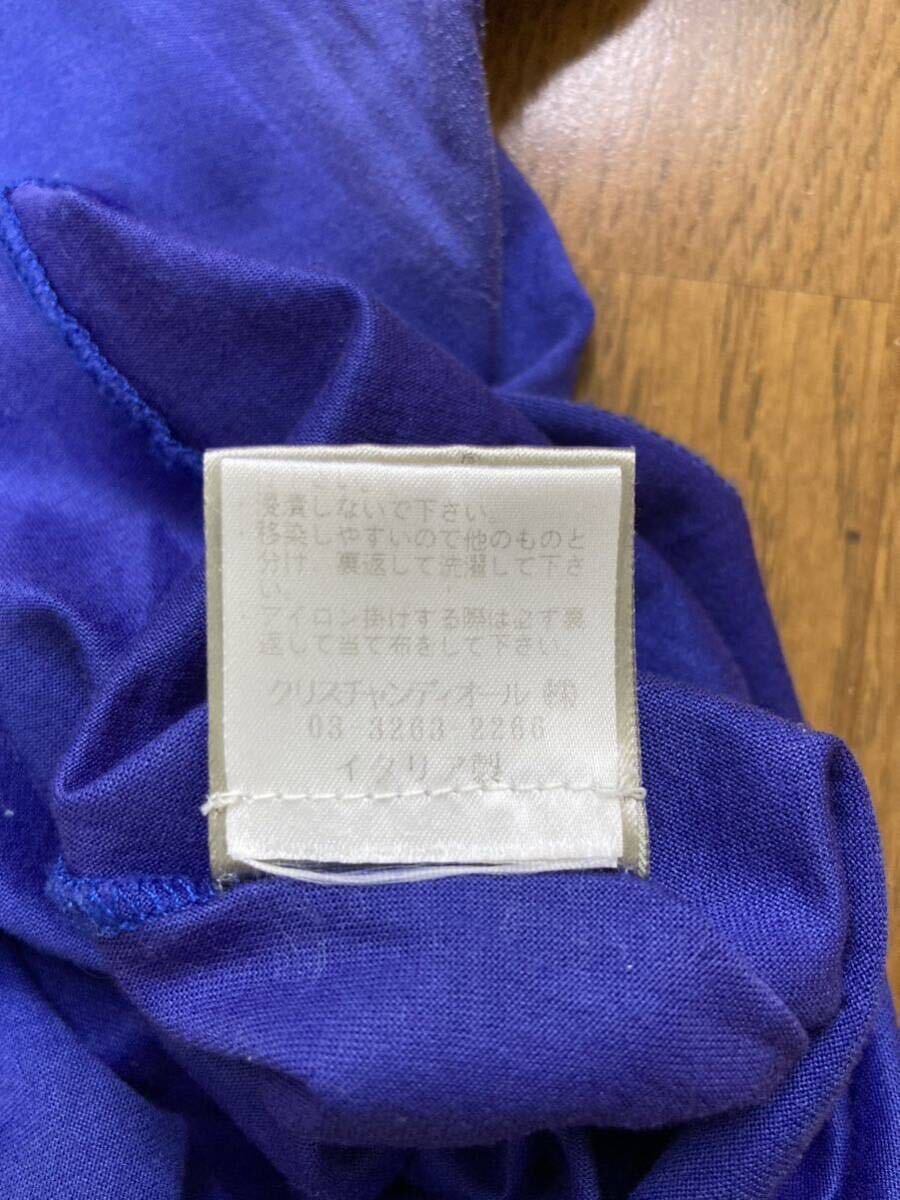 浸漬しないで下さい。
・移染しやすいので他のものと
分け 裏返して洗濯して下さ
い。
・アイロン掛けする時は必ず裏
返して当て布をして下さい。
クリスチャンディオール ㈱
03-3263-2266
イタリア製